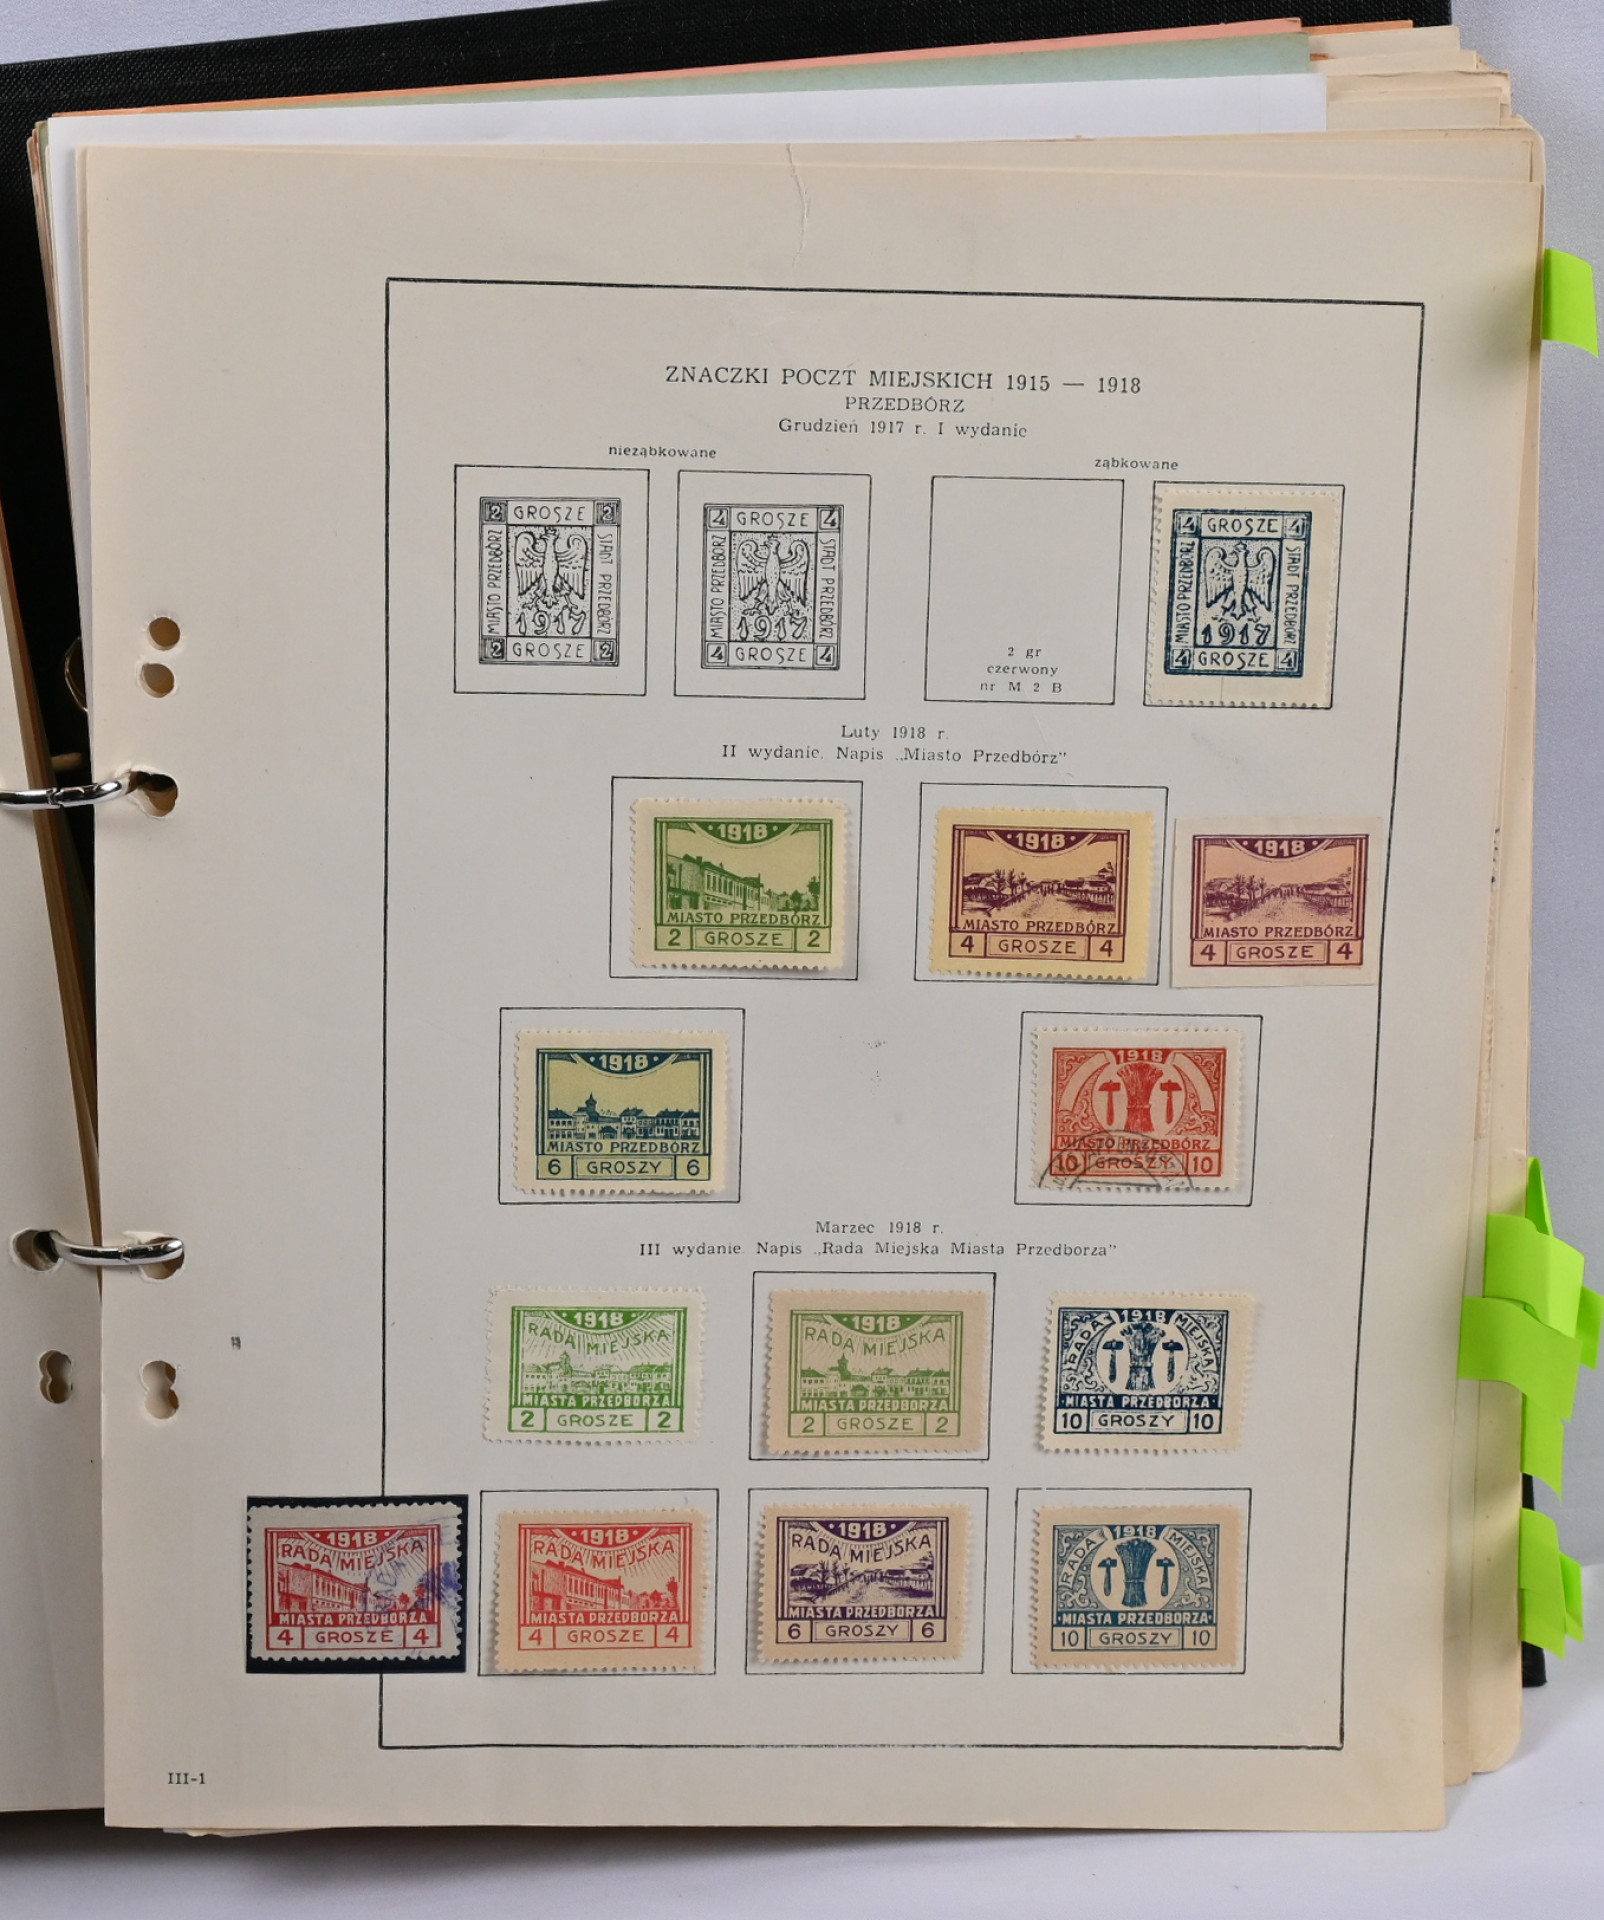 ZNACZKI POCZT MIEJSKICH 1915 — 1918
PRZEDBÓRZ
Grudzień 1917 r. I wydanie
nieząbkowane
ząbkowane
2 GROSZE 2
MIASTO PRZEDBÓRZ
STADT PRZEDBÓRZ
1917
2 GROSZE 2
4 GROSZE 4
MIASTO PRZEDBÓRZ
STADT PRZEDBÓRZ
1917
4 GROSZE 4
2 gr
czerwony
nr M 2 B
4 GROSZE 4
MIASTO PRZEDBÓRZ
STADT PRZEDBÓRZ
1917
4 GROSZE 4
Luty 1918 r.
II wydanie. Napis „Miasto Przedbórz"
1918
MIASTO PRZEDBÓRZ
2 GROSZE 2
1918
MIASTO PRZEDBÓRZ
4 GROSZE 4
1918
MIASTO PRZEDBÓRZ
4 GROSZE 4
1918
MIASTO PRZEDBÓRZ
6 GROSZY 6
1918
MIASTO PRZEDBÓRZ
10 GROSZY 10
Marzec 1918 r.
III wydanie. Napis „Rada Miejska Miasta Przedborza"
1918
RADA MIEJSKA
MIASTA PRZEDBORZA
2 GROSZE 2
1918
RADA MIEJSKA
MIASTA PRZEDBORZA
2 GROSZE 2
1918
RADA MIEJSKA
MIASTA PRZEDBORZA
10 GROSZY 10
1918
RADA MIEJSKA
MIASTA PRZEDBORZA
4 GROSZE 4
1918
RADA MIEJSKA
MIASTA PRZEDBORZA
4 GROSZE 4
1918
RADA MIEJSKA
MIASTA PRZEDBORZA
6 GROSZY 6
1918
RADA MIEJSKA
MIASTA PRZEDBORZA
10 GROSZY 10
III-1